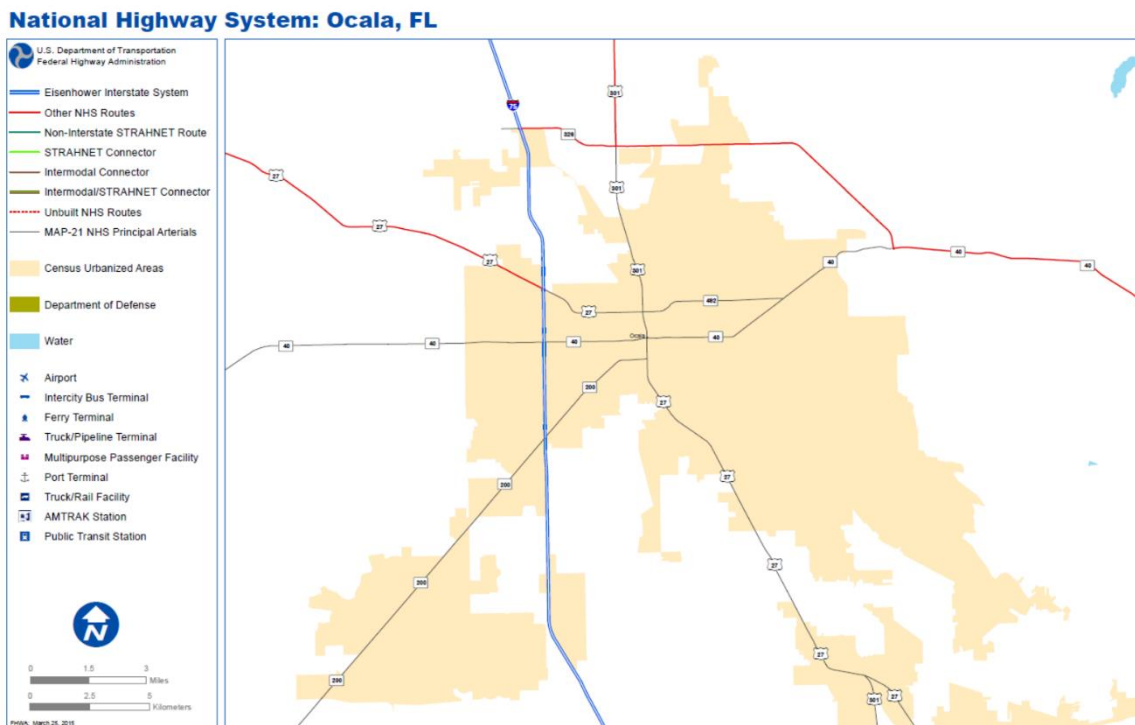 National Highway System: Ocala, FL
U.S. Department of Transportation
Federal Highway Administration
Eisenhower Interstate System
Other NHS Routes
Non-Interstate STRAHNET Route
STRAHNET Connector
Intermodal Connector
Intermodal/STRAHNET Connector
Unbuilt NHS Routes
MAP-21 NHS Principal Arterials
Census Urbanized Areas
Department of Defense
Water
Airport
Intercity Bus Terminal
Ferry Terminal
Truck/Pipeline Terminal
Multipurpose Passenger Facility
Port Terminal
Truck/Rail Facility
AMTRAK Station
Public Transit Station
N
0 1.5 3
Miles
0 2.5 5
Kilometers
FHWA: March 25, 2015
75
301
326
27
301
27
40
40
40
27
301
492
27
40
40
40
Ocala
40
200
27
27
200
27
200
27
200
301
27